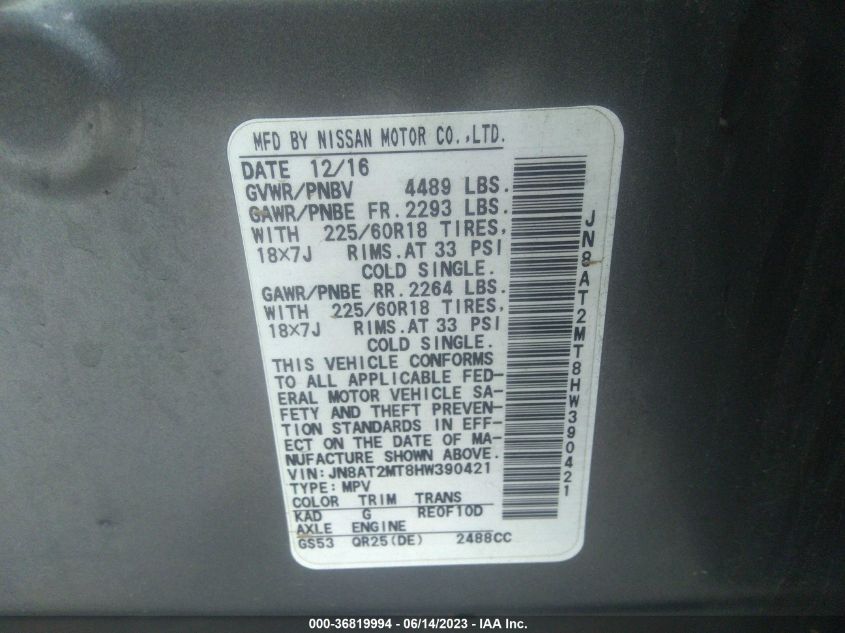 MFD BY NISSAN MOTOR CO.,LTD.
DATE 12/16
GVWR/PNBV 4489 LBS.
GAWR/PNBE FR. 2293 LBS.
WITH 225/60R18 TIRES,
18×7J RIMS.AT 33 PSI
COLD SINGLE.
GAWR/PNBE RR. 2264 LBS.
WITH 225/60R18 TIRES,
18×7J RIMS.AT 33 PSI
COLD SINGLE.
THIS VEHICLE CONFORMS
TO ALL APPLICABLE FED-
ERAL MOTOR VEHICLE SA-
FETY AND THEFT PREVEN-
TION STANDARDS IN EFF-
ECT ON THE DATE OF MA-
NUFACTURE SHOWN ABOVE.
VIN: JN8AT2MT8HW390421
TYPE: MPV
COLOR TRIM TRANS
KAD G RE0F10D
AXLE ENGINE
GS53 QR25(DE) 2488CC
JN8AT2MT8HW390421
000-36819994 - 06/14/2023 - IAA Inc.